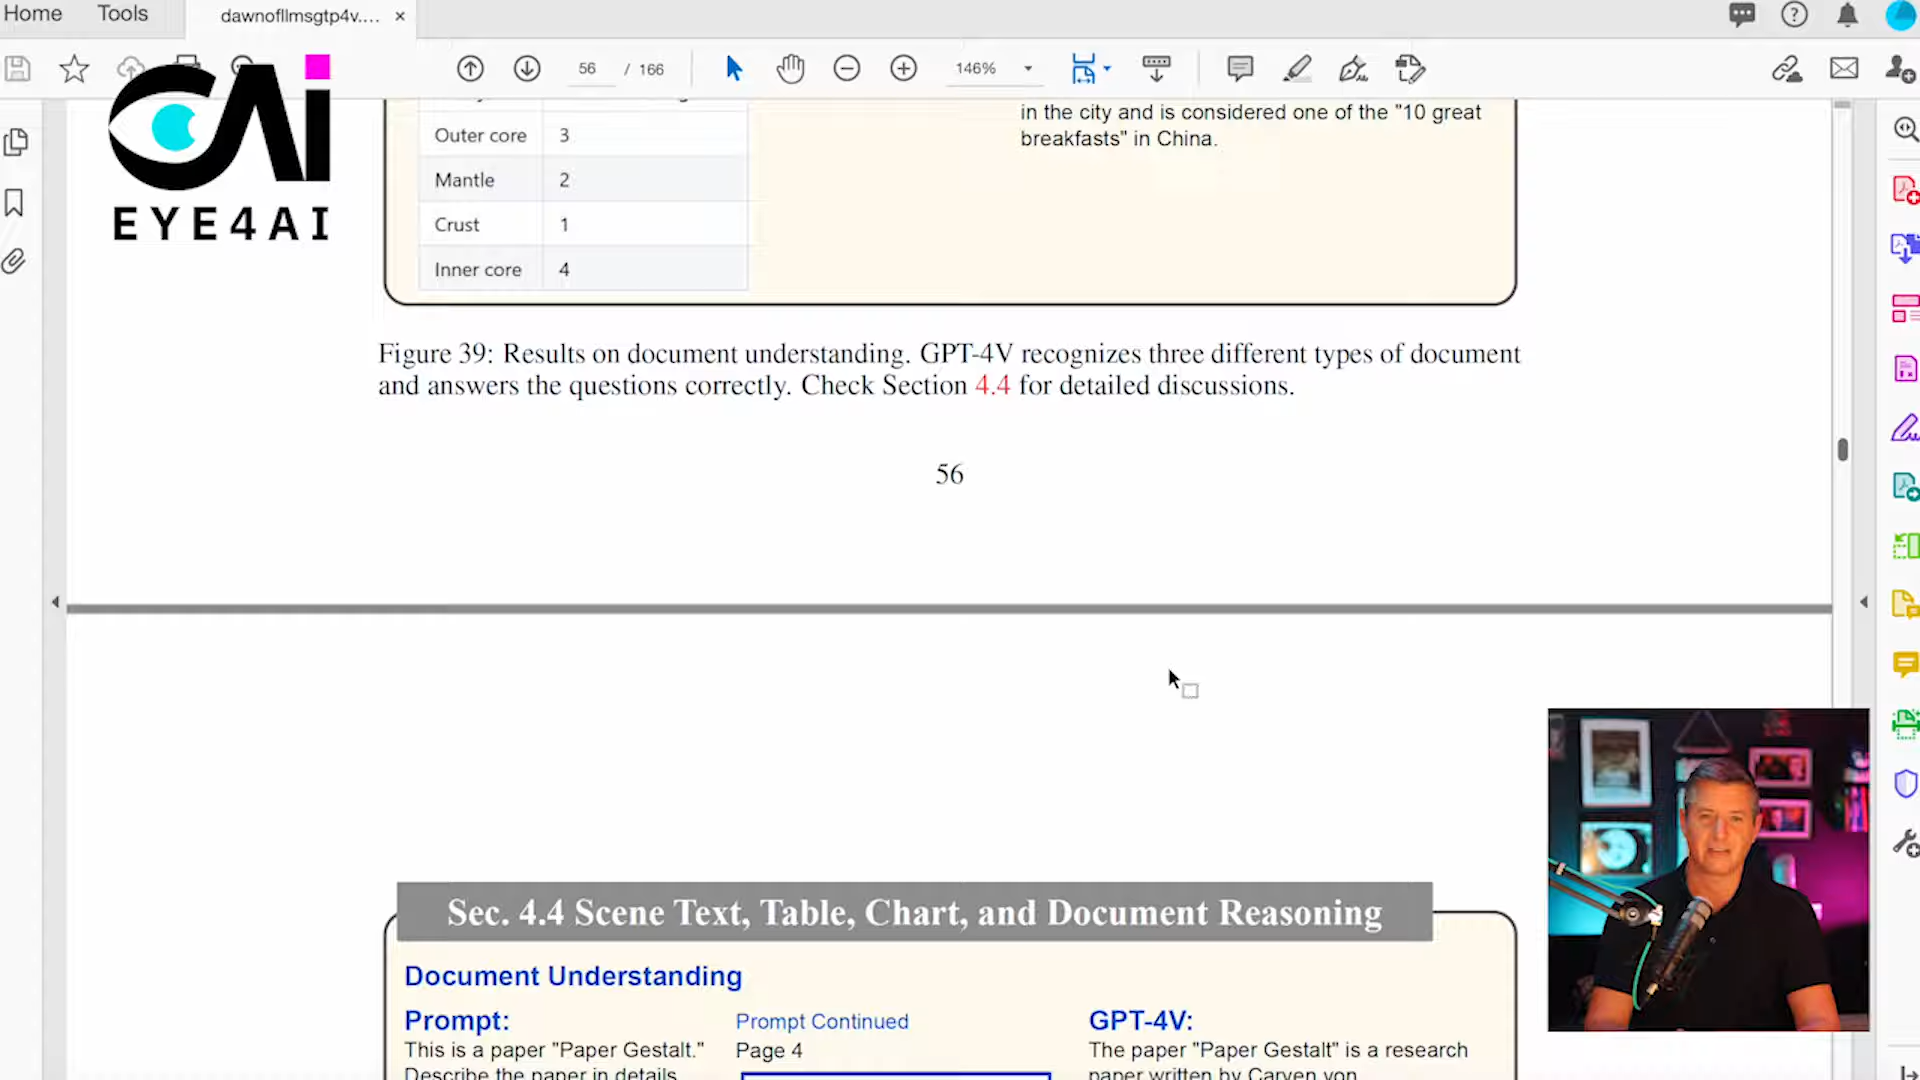 Home
Tools
dawnofllmsgtp4v.... ×
56 / 166
146%
EYE4AI
in the city and is considered one of the "10 great
breakfasts" in China.
Outer core 3
Mantle 2
Crust 1
Inner core 4
Figure 39: Results on document understanding. GPT-4V recognizes three different types of document
and answers the questions correctly. Check Section 4.4 for detailed discussions.
56
Sec. 4.4 Scene Text, Table, Chart, and Document Reasoning
Document Understanding
Prompt:
This is a paper "Paper Gestalt."
Describe the paper in details.
Prompt Continued
Page 4
GPT-4V:
The paper "Paper Gestalt" is a research
paper written by Carven von